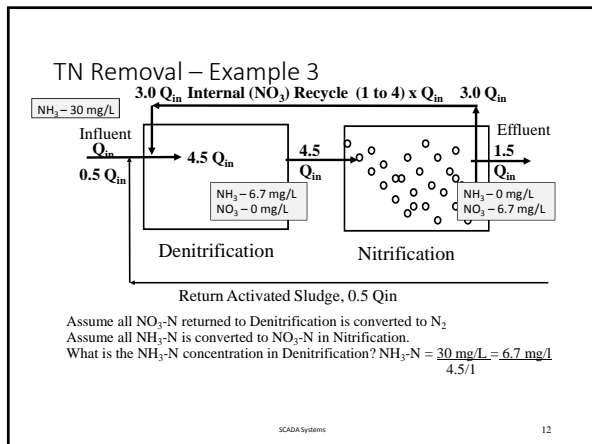 TN Removal – Example 3
3.0 Qin Internal (NO3) Recycle (1 to 4) x Qin 3.0 Qin
NH3 – 30 mg/L
Influent
Effluent
Qin
4.5 Qin
4.5
Qin
1.5
Qin
0.5 Qin
NH3 – 6.7 mg/L
NO3 – 0 mg/L
NH3 – 0 mg/L
NO3 – 6.7 mg/L
Denitrification
Nitrification
Return Activated Sludge, 0.5 Qin
Assume all NO3-N returned to Denitrification is converted to N2
Assume all NH3-N is converted to NO3-N in Nitrification.
What is the NH3-N concentration in Denitrification? NH3-N = 30 mg/L = 6.7 mg/l
4.5/1
SCADA Systems
12